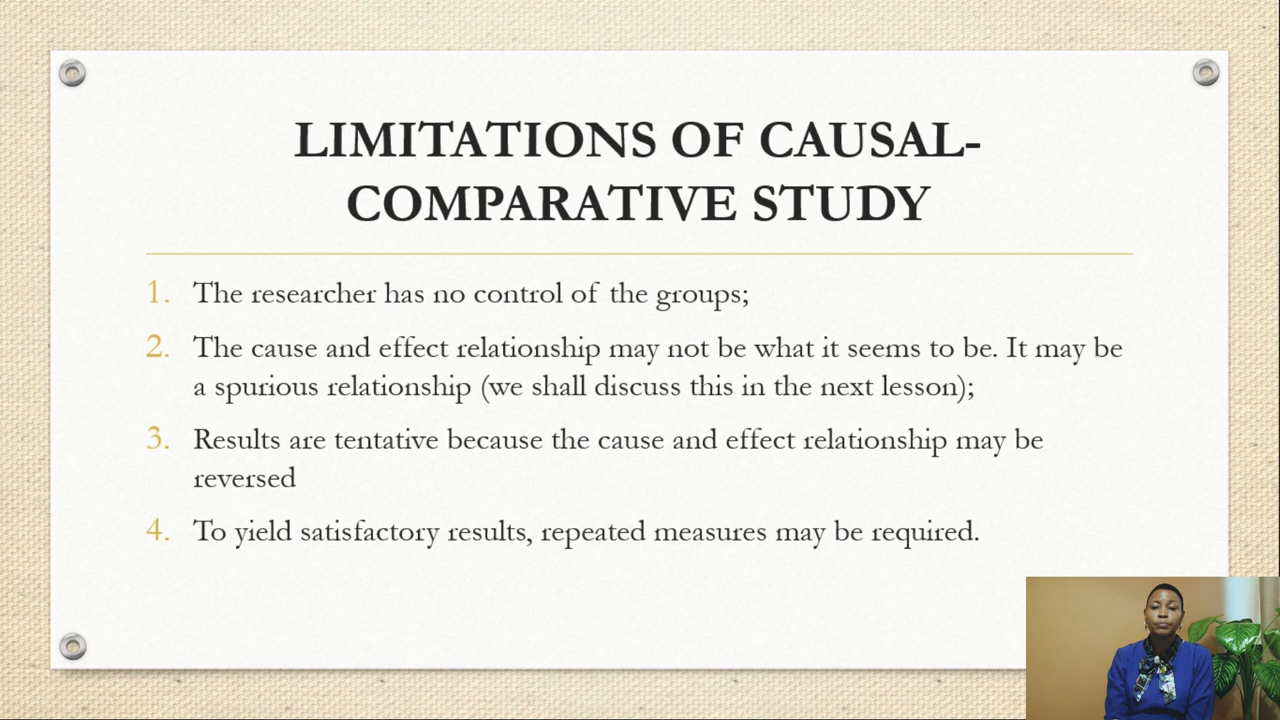 LIMITATIONS OF CAUSAL-
COMPARATIVE STUDY
1. The researcher has no control of the groups;
2. The cause and effect relationship may not be what it seems to be. It may be
a spurious relationship (we shall discuss this in the next lesson);
3. Results are tentative because the cause and effect relationship may be
reversed
4. To yield satisfactory results, repeated measures may be required.